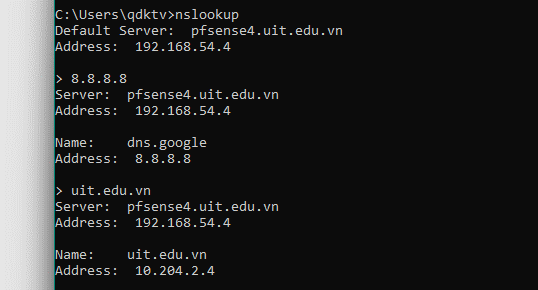 C:\Users\qdktv>nslookup
Default Server:  pfsense4.uit.edu.vn
Address:  192.168.54.4
> 8.8.8.8
Server:  pfsense4.uit.edu.vn
Address:  192.168.54.4
Name:    dns.google
Address:  8.8.8.8
> uit.edu.vn
Server:  pfsense4.uit.edu.vn
Address:  192.168.54.4
Name:    uit.edu.vn
Address:  10.204.2.4